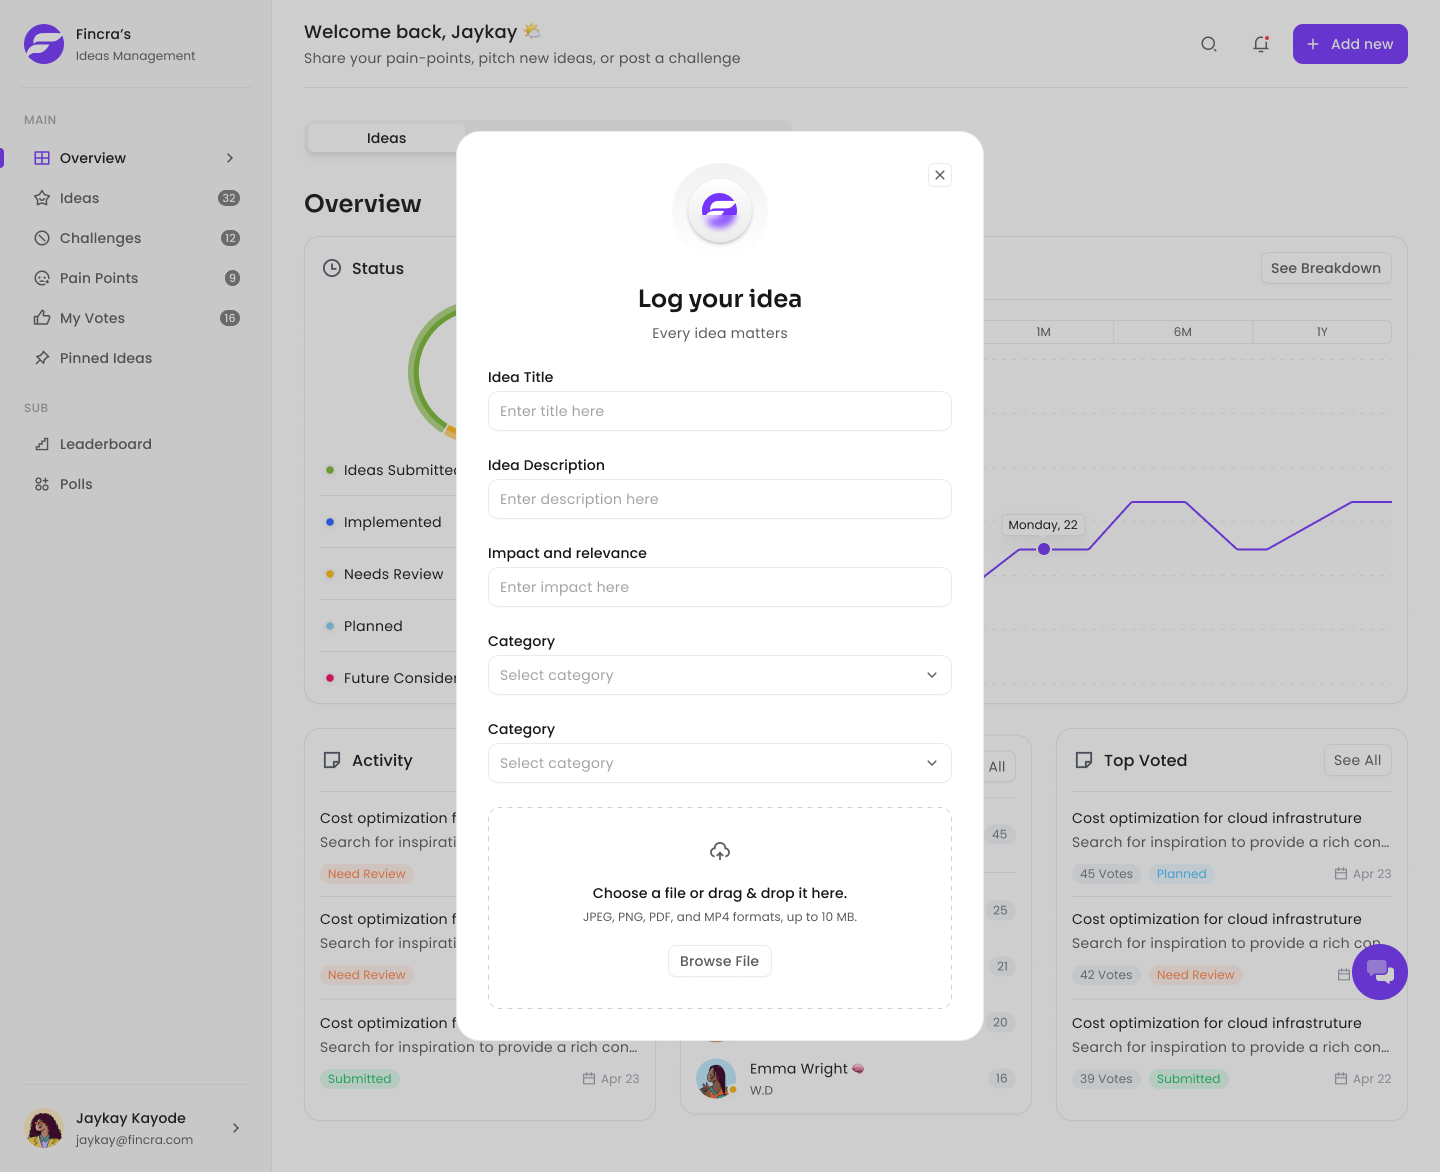 Fincra's
Ideas Management
MAIN
Overview
Ideas
32
Challenges
12
Pain Points
9
My Votes
16
Pinned Ideas
SUB
Leaderboard
Polls
Jaykay Kayode
jaykay@fincra.com
Welcome back, Jaykay
Share your pain-points, pitch new ideas, or post a challenge
Add new
Ideas
Overview
Status
Ideas Submitted
Implemented
Needs Review
Planned
Future Consider
See Breakdown
1M
6M
1Y
Monday, 22
Log your idea
Every idea matters
Idea Title
Enter title here
Idea Description
Enter description here
Impact and relevance
Enter impact here
Category
Select category
Category
Select category
Choose a file or drag & drop it here.
JPEG, PNG, PDF, and MP4 formats, up to 10 MB.
Browse File
Activity
Cost optimization f
Search for inspirati
Need Review
Cost optimization f
Search for inspirati
Need Review
Cost optimization f
Search for inspiration to provide a rich con...
Submitted
Apr 23
All
45
25
21
20
Emma Wright
W.D
16
Top Voted
See All
Cost optimization for cloud infrastruture
Search for inspiration to provide a rich con...
45 Votes
Planned
Apr 23
Cost optimization for cloud infrastruture
Search for inspiration to provide a rich con...
42 Votes
Need Review
Cost optimization for cloud infrastruture
Search for inspiration to provide a rich con...
39 Votes
Submitted
Apr 22